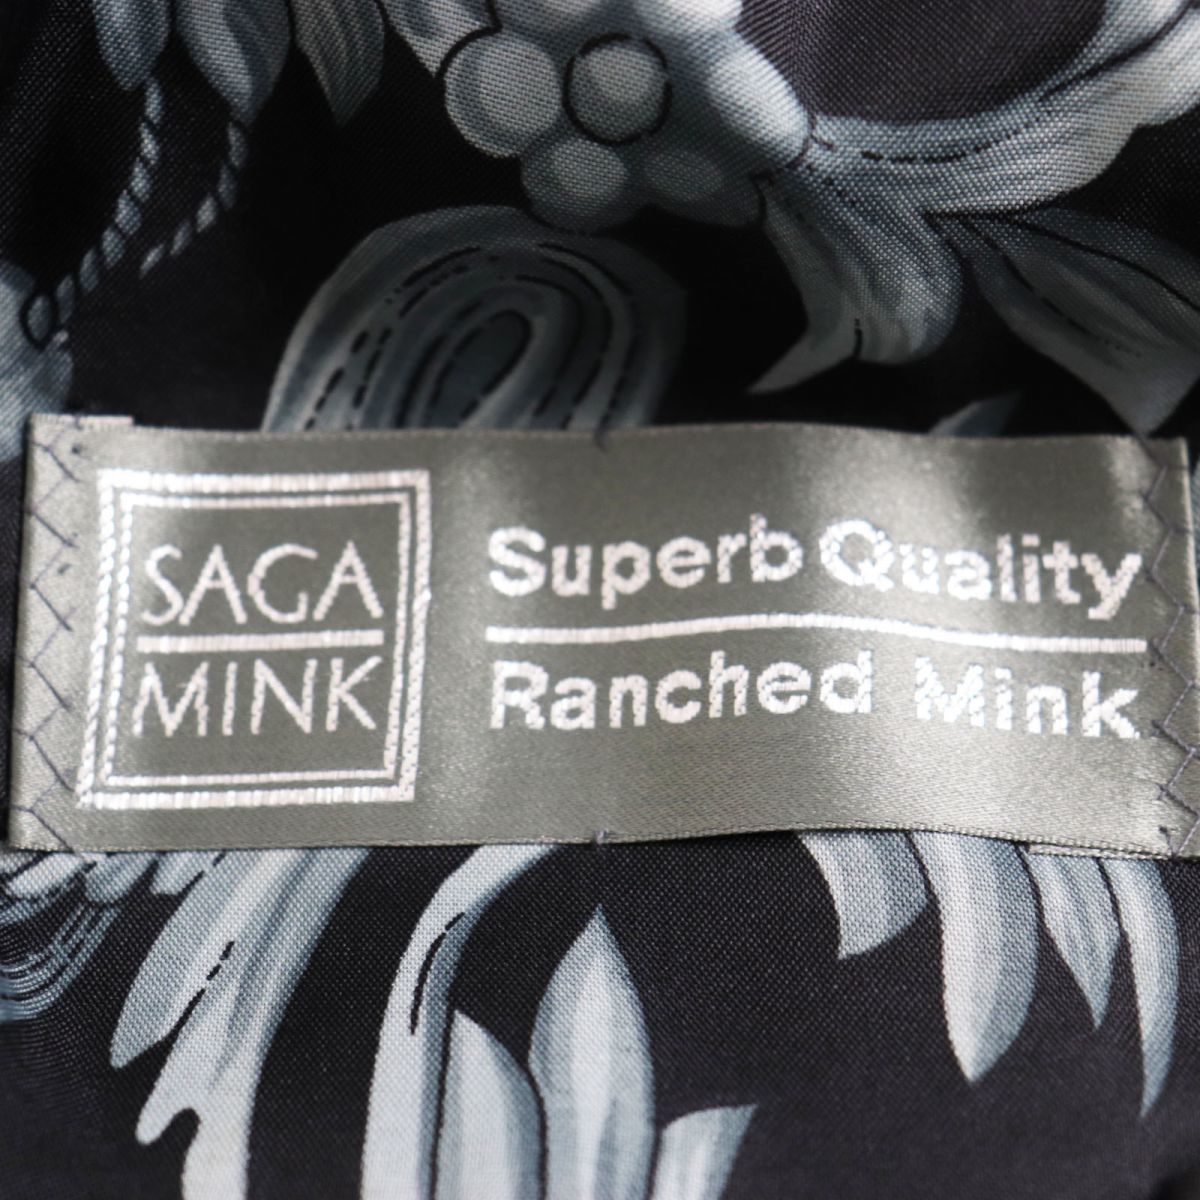 SAGA
MINK
Superb Quality
Ranched Mink